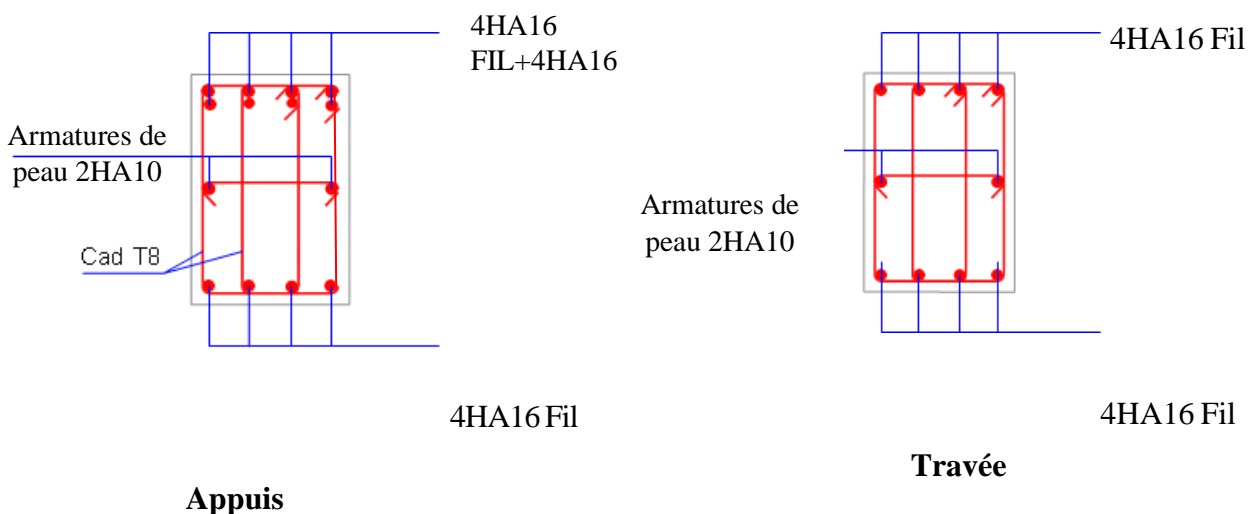 4HA16
FIL+4HA16
4HA16 Fil
Armatures de
peau 2HA10
Armatures de
peau 2HA10
Cad T8
4HA16 Fil
4HA16 Fil
Travée
Appuis